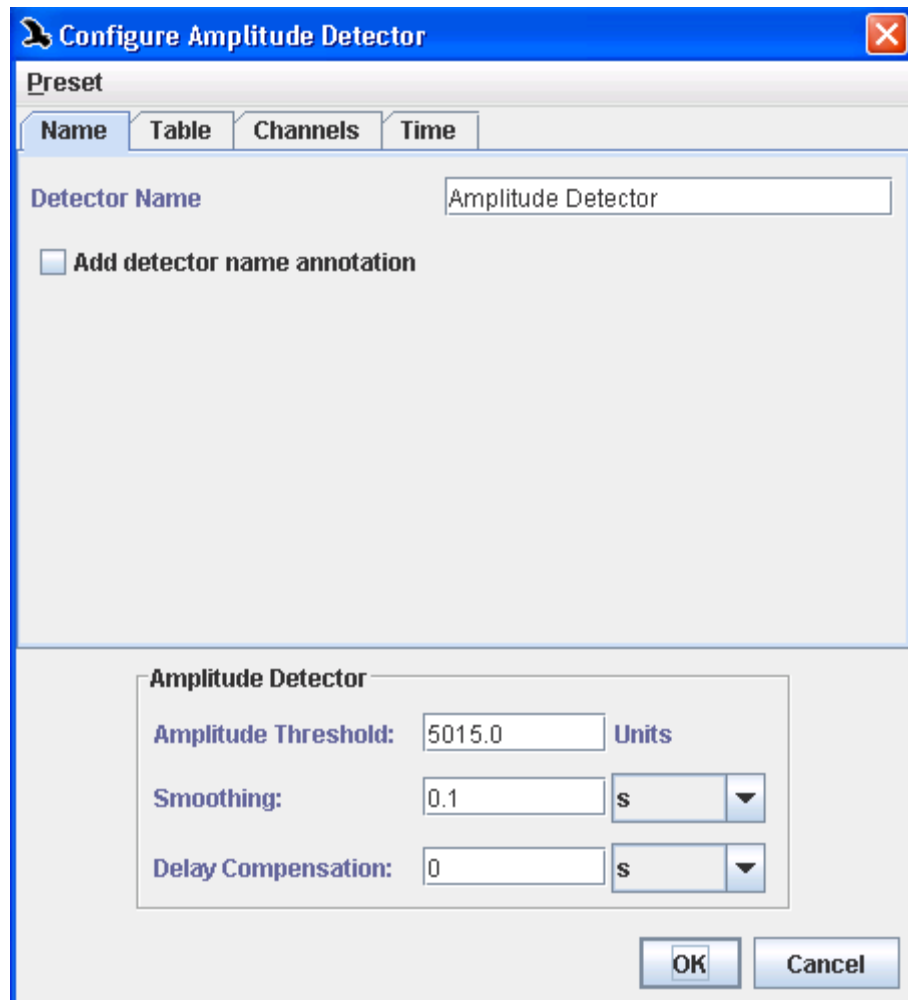 Configure Amplitude Detector
Preset
Name Table Channels Time
Detector Name Amplitude Detector
Add detector name annotation
Amplitude Detector
Amplitude Threshold: 5015.0 Units
Smoothing: 0.1 s
Delay Compensation: 0 s
OK Cancel